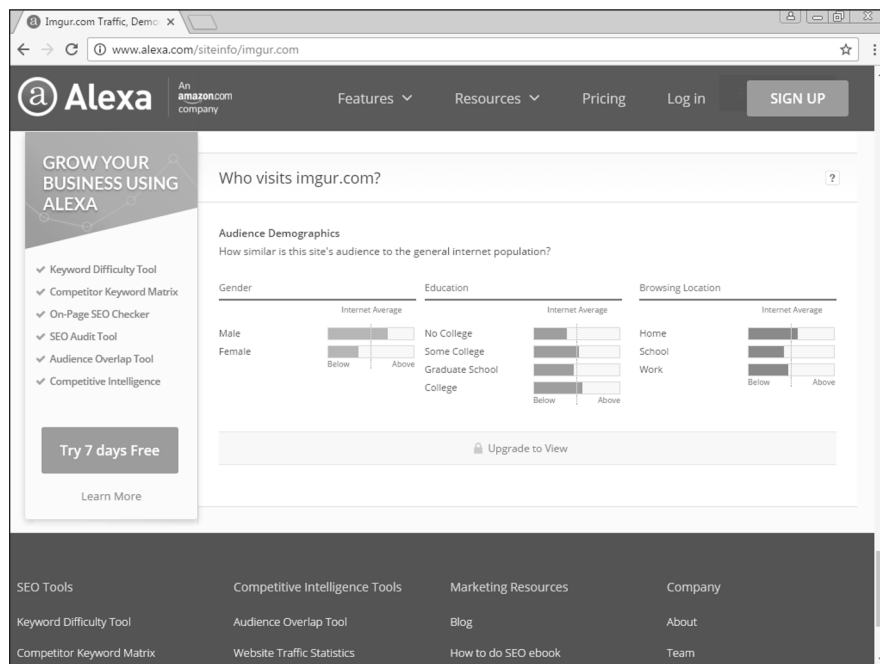 Imgur.com Traffic, Demo
www.alexa.com/siteinfo/imgur.com
a Alexa
An
amazon.com
company
Features
Resources
Pricing
Log in
SIGN UP
GROW YOUR
BUSINESS USING
ALEXA
Keyword Difficulty Tool
Competitor Keyword Matrix
On-Page SEO Checker
SEO Audit Tool
Audience Overlap Tool
Competitive Intelligence
Try 7 days Free
Learn More
Who visits imgur.com?
?
Audience Demographics
How similar is this site's audience to the general internet population?
Gender
Internet Average
Male
Female
Below Above
Education
Internet Average
No College
Some College
Graduate School
College
Below Above
Browsing Location
Internet Average
Home
School
Work
Below Above
Upgrade to View
SEO Tools
Keyword Difficulty Tool
Competitor Keyword Matrix
Competitive Intelligence Tools
Audience Overlap Tool
Website Traffic Statistics
Marketing Resources
Blog
How to do SEO ebook
Company
About
Team